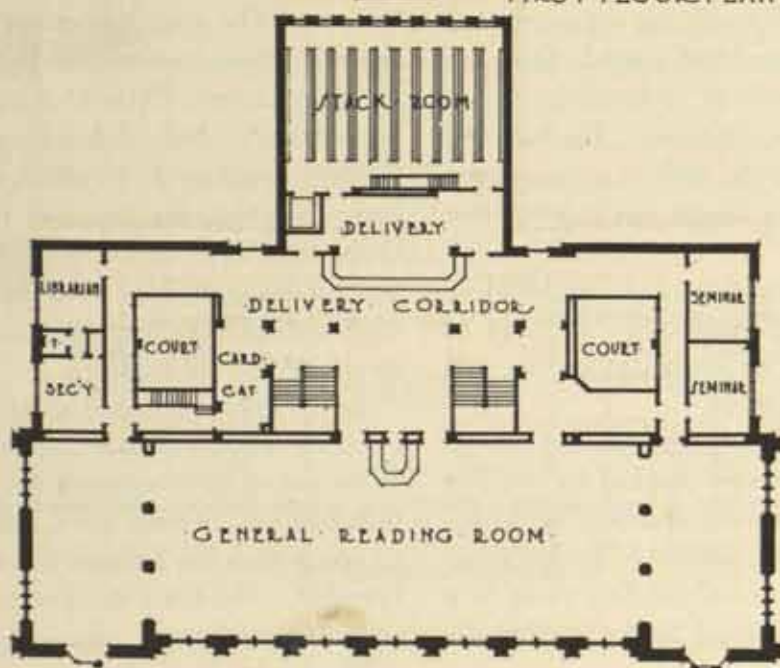 STACK · ROOM
DELIVERY
LIBRARIAN
DELIVERY · CORRIDOR
SEMINAR
T.
COURT
CARD·
CAT.
COURT
SEC'Y
SEMINAR
·GENERAL· READING ROOM·